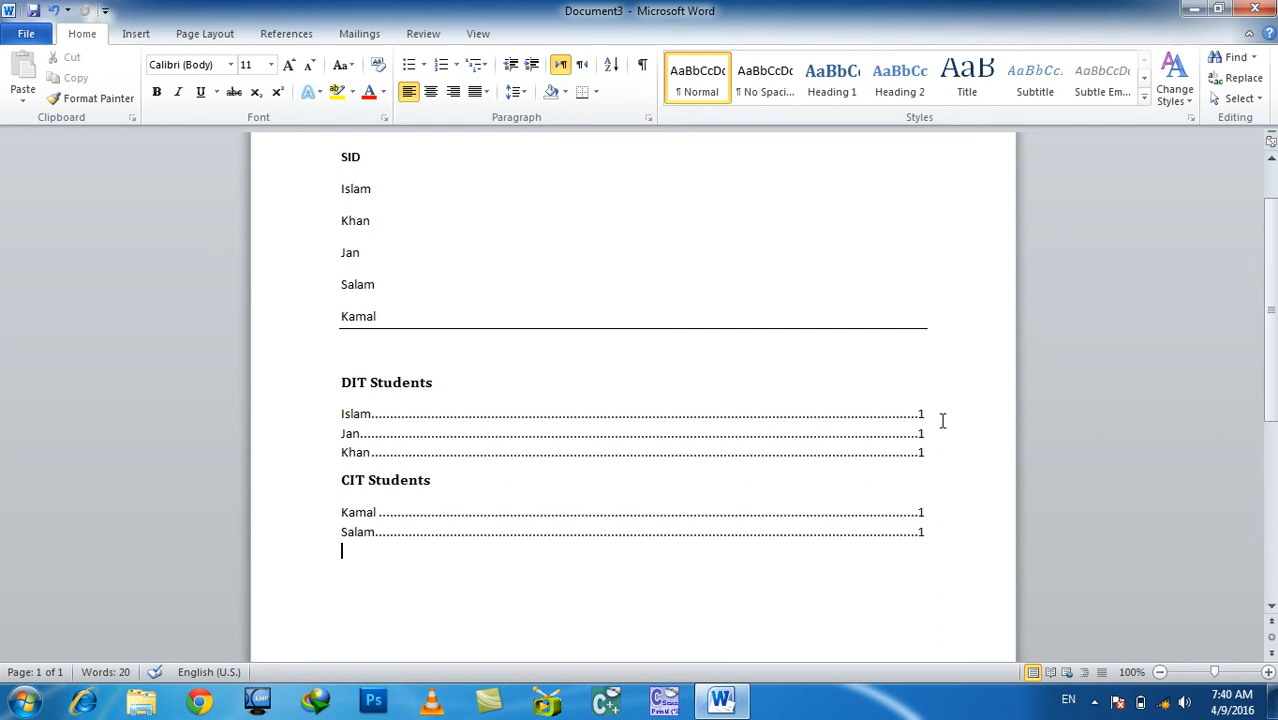 Document3 - Microsoft Word
File Home Insert Page Layout References Mailings Review View
Paste
Cut
Copy
Format Painter
Clipboard
Calibri (Body) 11
Font
Paragraph
AaBbCcDc AaBbCcDc AaBbCc AaBbCc AaB AaBbCc. AaBbCcDc
¶ Normal ¶ No Spaci... Heading 1 Heading 2 Title Subtitle Subtle Em...
Change Styles
Styles
Find
Replace
Select
Editing
SID
Islam
Khan
Jan
Salam
Kamal
DIT Students
Islam...1
Jan...1
Khan...1
CIT Students
Kamal...1
Salam...1
Page: 1 of 1 Words: 20 English (U.S.) 100%
EN 7:40 AM
4/9/2016